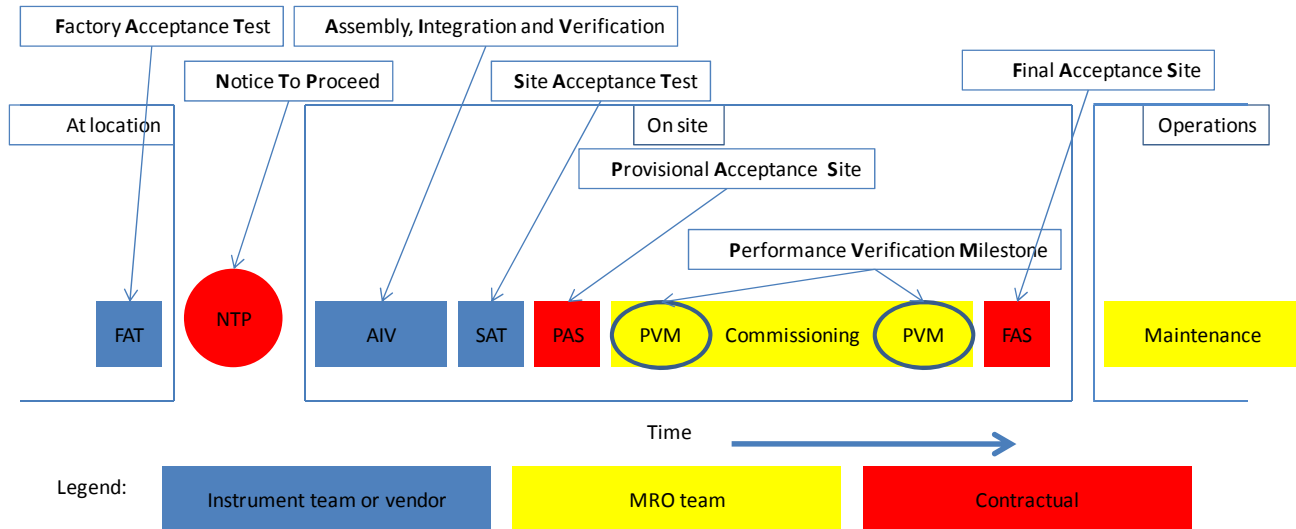 Factory Acceptance Test
Assembly, Integration and Verification
Notice To Proceed
Site Acceptance Test
Final Acceptance Site
At location
On site
Operations
Provisional Acceptance Site
Performance Verification Milestone
FAT
NTP
AIV
SAT
PAS
PVM
Commissioning
PVM
FAS
Maintenance
Time
Legend:
Instrument team or vendor
MRO team
Contractual